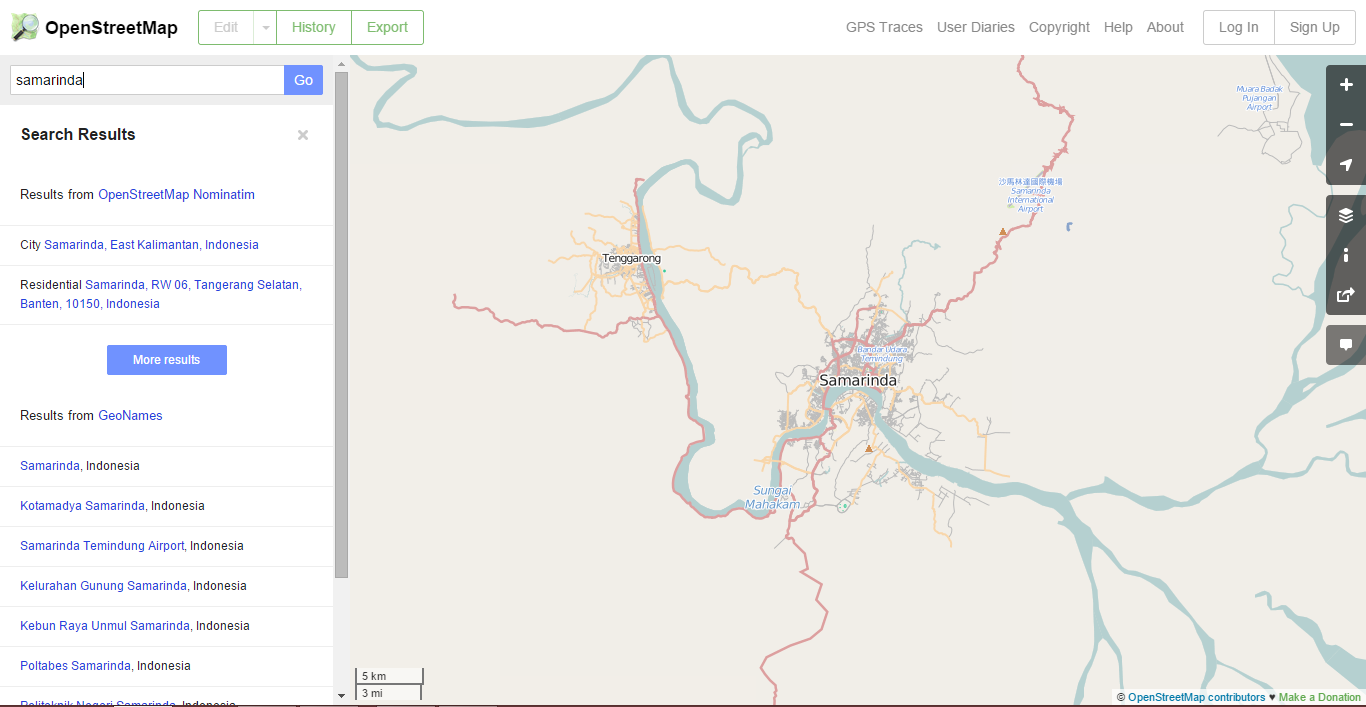 OpenStreetMap
Edit
History
Export
GPS Traces
User Diaries
Copyright
Help
About
Log In
Sign Up
samarinda
Go
Search Results
×
Results from OpenStreetMap Nominatim
City Samarinda, East Kalimantan, Indonesia
Residential Samarinda, RW 06, Tangerang Selatan,
Banten, 10150, Indonesia
More results
Results from GeoNames
Samarinda, Indonesia
Kotamadya Samarinda, Indonesia
Samarinda Temindung Airport, Indonesia
Kelurahan Gunung Samarinda, Indonesia
Kebun Raya Unmul Samarinda, Indonesia
Poltabes Samarinda, Indonesia
Politeknik Negeri Samarinda, Indonesia
Muara Badak
Pujangan
Airport
沙馬林達國際機場
Samarinda
International
Airport
Tenggarong
Bandar Udara
Temindung
Samarinda
Sungai
Mahakam
5 km
3 mi
© OpenStreetMap contributors ♥ Make a Donation